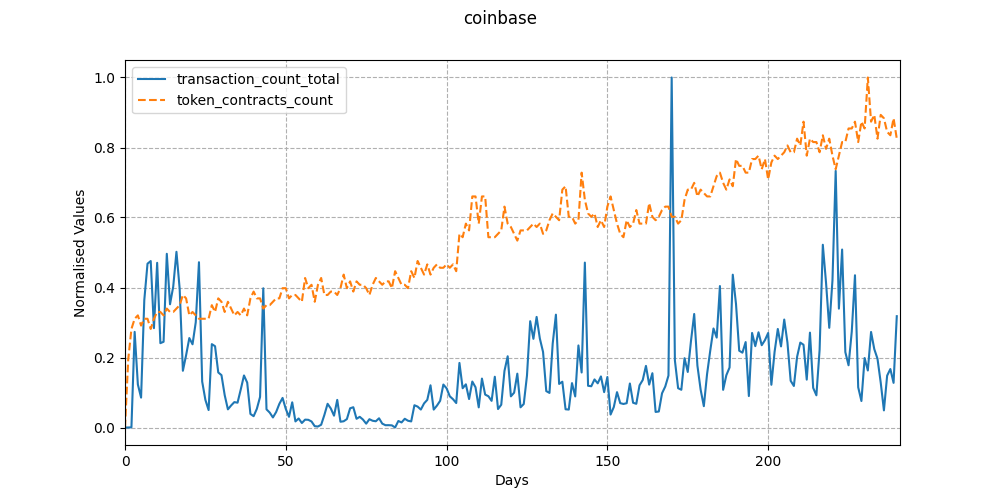 coinbase
transaction_count_total
token_contracts_count
1.0
0.8
0.6
0.4
0.2
0.0
Normalised Values
0 50 100 150 200
Days